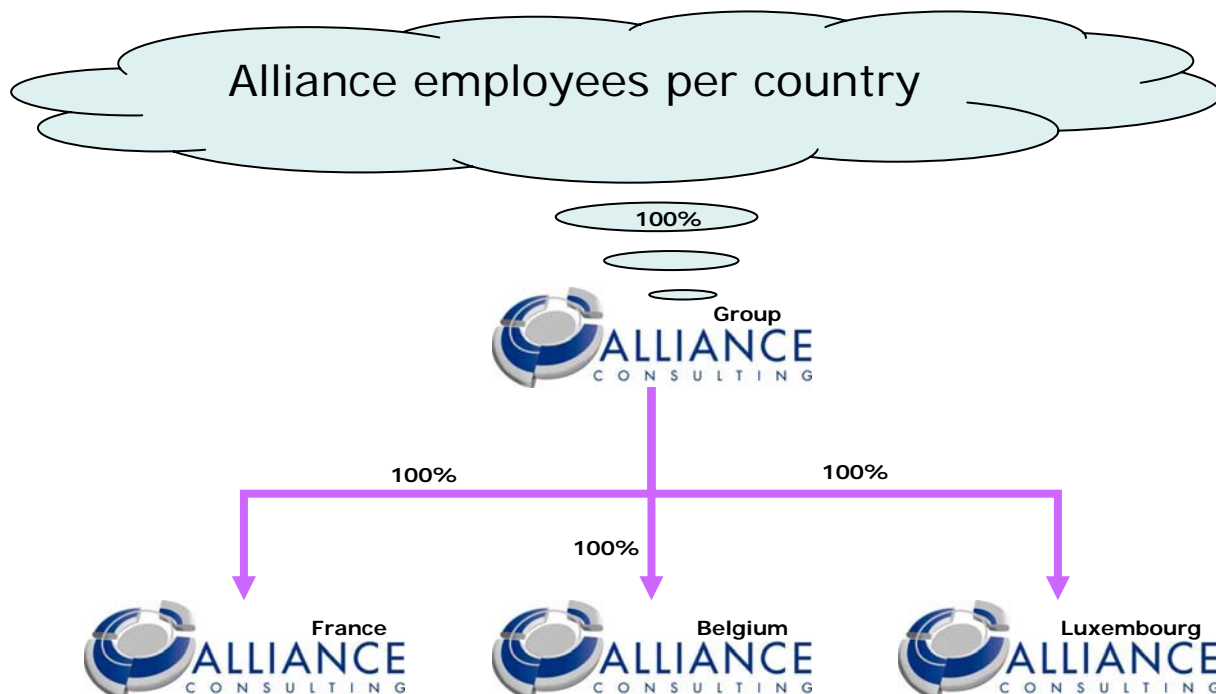 Alliance employees per country
100%
Group
ALLIANCE
CONSULTING
100%
100%
100%
France
ALLIANCE
CONSULTING
Belgium
ALLIANCE
CONSULTING
Luxembourg
ALLIANCE
CONSULTING